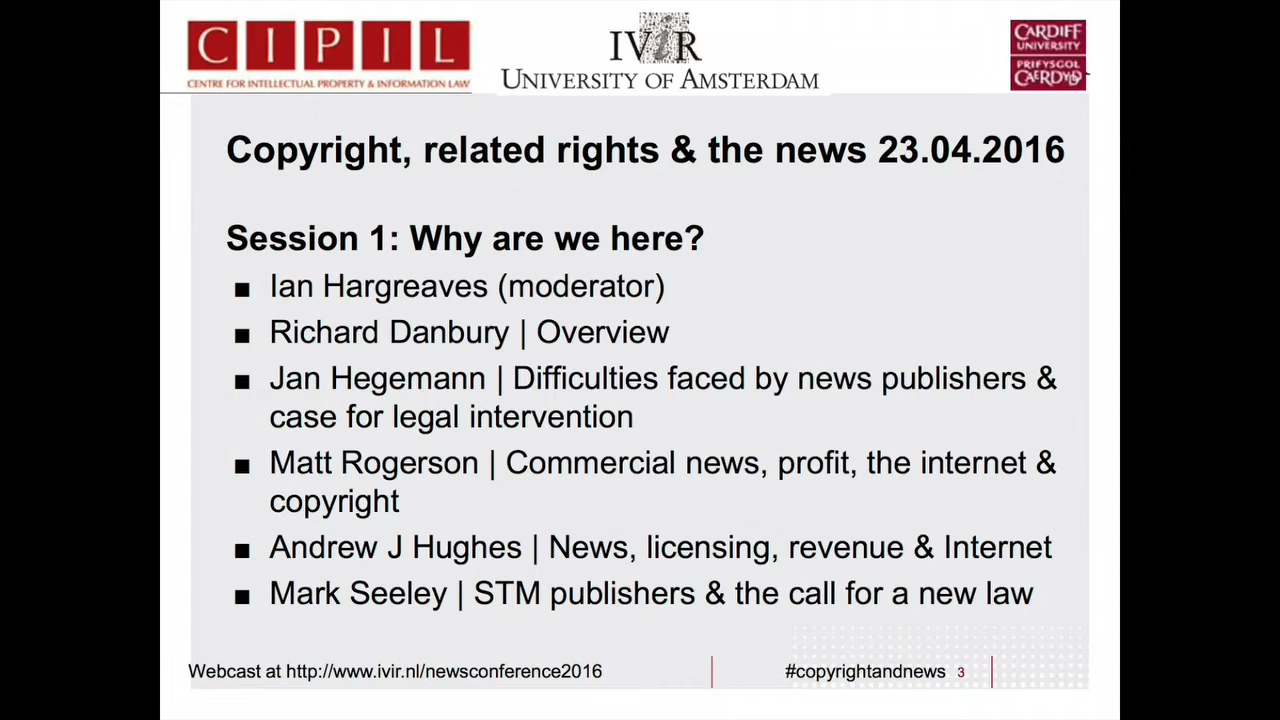 CIPIL
CENTRE FOR INTELLECTUAL PROPERTY & INFORMATION LAW
IViR
UNIVERSITY OF AMSTERDAM
CARDIFF
UNIVERSITY
PRIFYSGOL
CAERDYDD
Copyright, related rights & the news 23.04.2016
Session 1: Why are we here?
■ Ian Hargreaves (moderator)
■ Richard Danbury | Overview
■ Jan Hegemann | Difficulties faced by news publishers &
case for legal intervention
■ Matt Rogerson | Commercial news, profit, the internet &
copyright
■ Andrew J Hughes | News, licensing, revenue & Internet
■ Mark Seeley | STM publishers & the call for a new law
Webcast at http://www.ivir.nl/newsconference2016
#copyrightandnews 3